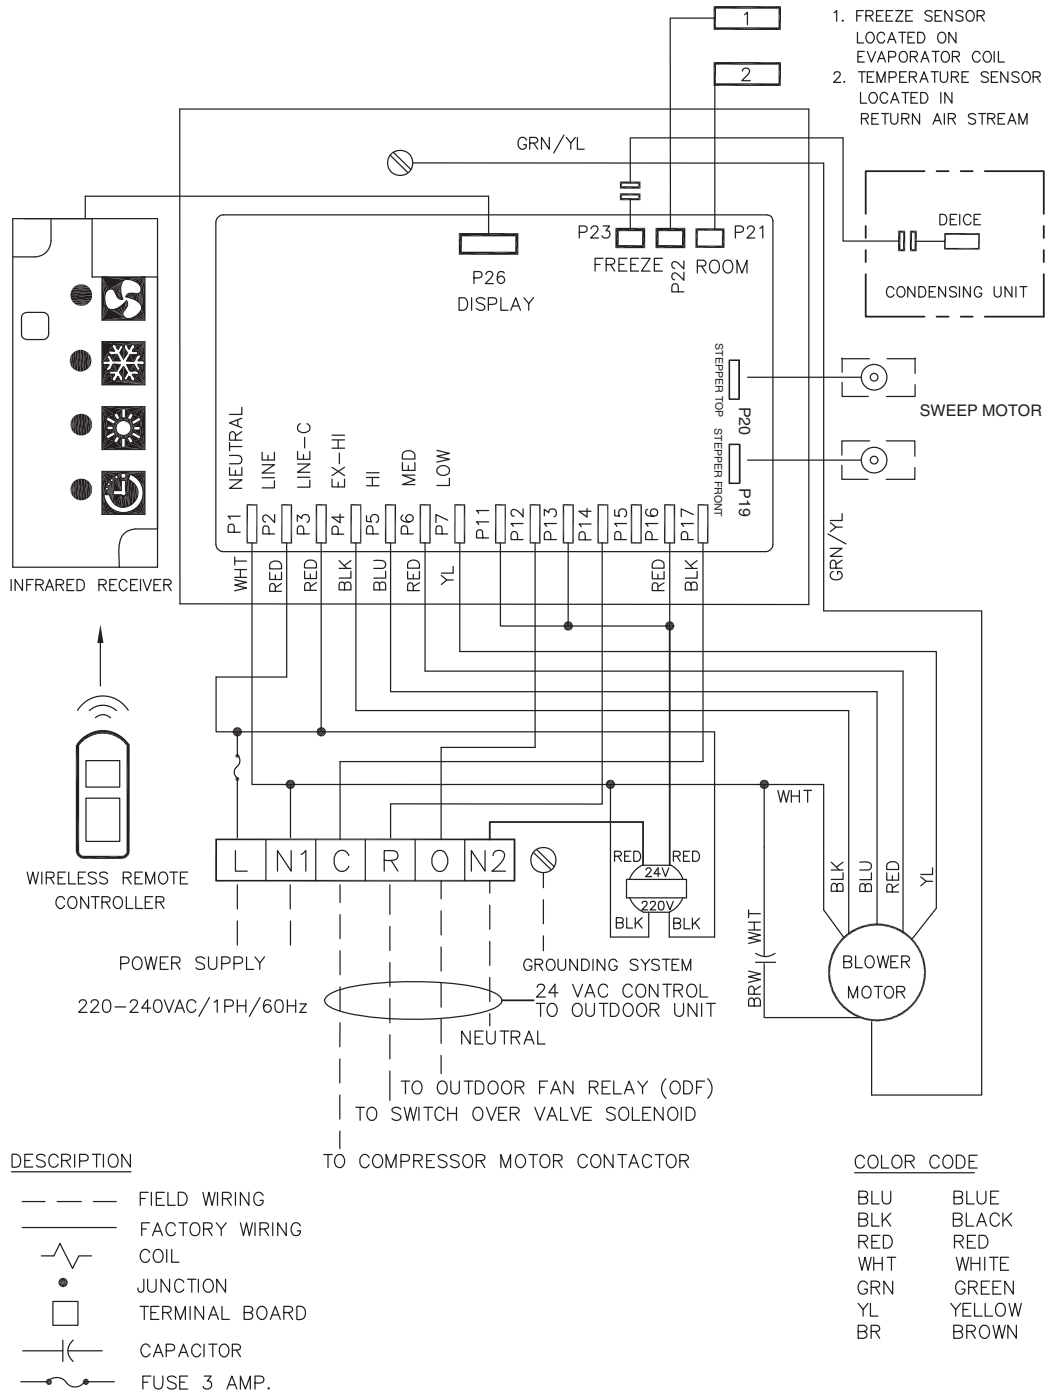 1
2
1. FREEZE SENSOR
LOCATED ON
EVAPORATOR COIL
2. TEMPERATURE SENSOR
LOCATED IN
RETURN AIR STREAM
GRN/YL
P23
P22
P21
FREEZE
ROOM
P26
DISPLAY
DEICE
CONDENSING UNIT
STEPPER TOP
P20
SWEEP MOTOR
STEPPER FRONT
P19
NEUTRAL
LINE
LINE-C
EX-HI
HI
MED
LOW
P1
P2
P3
P4
P5
P6
P7
P11
P12
P13
P14
P15
P16
P17
WHT
RED
RED
BLK
BLU
RED
YL
RED
BLK
GRN/YL
INFRARED RECEIVER
WHT
L
N1
C
R
O
N2
RED
RED
24V
220V
BLK
BLK
BLK
BLU
RED
YL
WIRELESS REMOTE
CONTROLLER
WHT
BRW
BLOWER
MOTOR
POWER SUPPLY
220-240VAC/1PH/60Hz
GROUNDING SYSTEM
24 VAC CONTROL
TO OUTDOOR UNIT
NEUTRAL
TO OUTDOOR FAN RELAY (ODF)
TO SWITCH OVER VALVE SOLENOID
TO COMPRESSOR MOTOR CONTACTOR
DESCRIPTION
FIELD WIRING
FACTORY WIRING
COIL
JUNCTION
TERMINAL BOARD
CAPACITOR
FUSE 3 AMP.
COLOR CODE
BLU BLUE
BLK BLACK
RED RED
WHT WHITE
GRN GREEN
YL YELLOW
BR BROWN